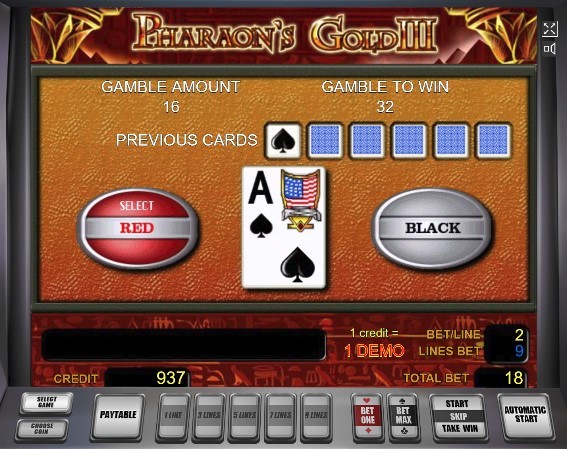 PHARAON'S GOLD III
GAMBLE AMOUNT
16
GAMBLE TO WIN
32
PREVIOUS CARDS
A
SELECT
RED
BLACK
1 credit =
1 DEMO
BET/LINE 2
LINES BET 9
CREDIT 937
TOTAL BET 18
SELECT GAME
CHOOSE COIN
PAYTABLE
1 LINE
3 LINES
5 LINES
7 LINES
9 LINES
BET ONE
BET MAX
START
SKIP
TAKE WIN
AUTOMATIC START